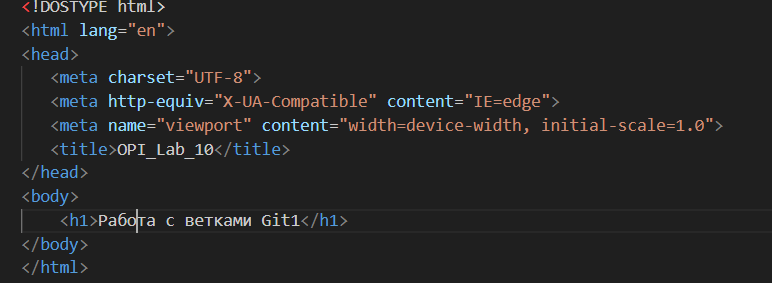 <!DOSTYPE html>
<html lang="en">
<head>
<meta charset="UTF-8">
<meta http-equiv="X-UA-Compatible" content="IE=edge">
<meta name="viewport" content="width=device-width, initial-scale=1.0">
<title>OPI_Lab_10</title>
</head>
<body>
<h1>Работа с ветками Git1</h1>
</body>
</html>